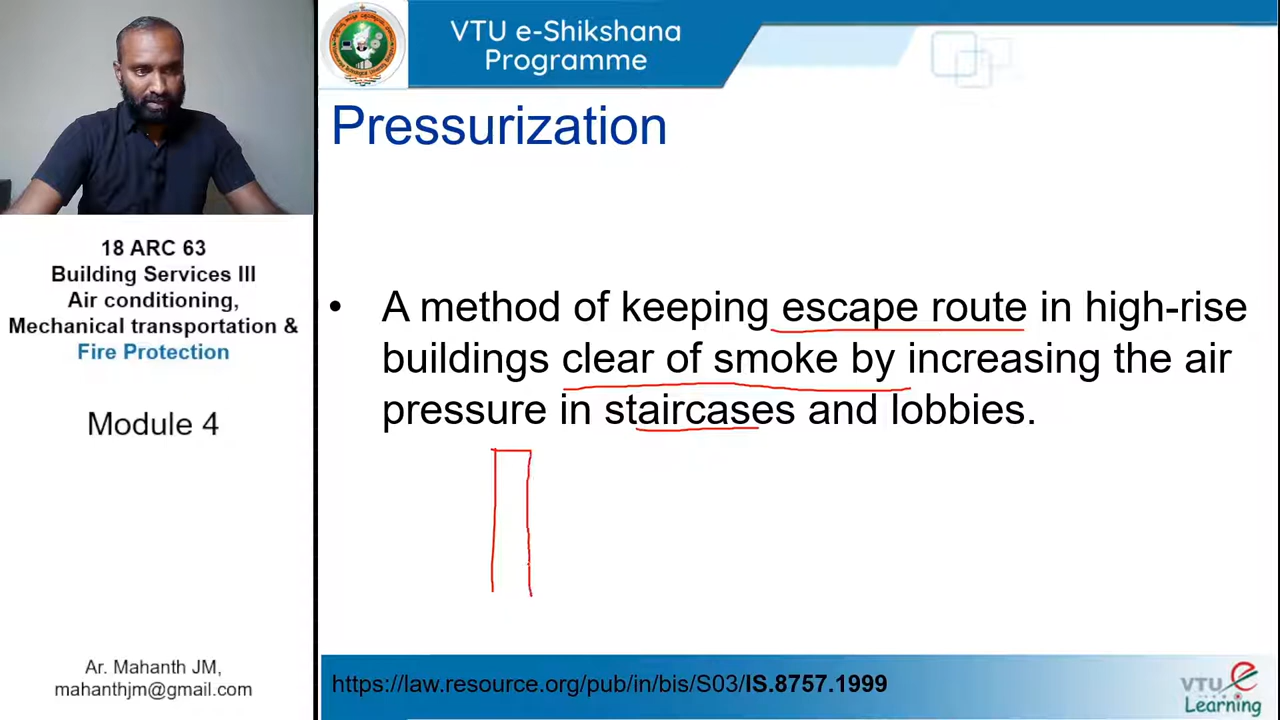 VTU e-Shikshana
Programme
Pressurization
18 ARC 63
Building Services III
Air conditioning,
Mechanical transportation &
Fire Protection
Module 4
Ar. Mahanth JM,
mahanthjm@gmail.com
• A method of keeping escape route in high-rise
buildings clear of smoke by increasing the air
pressure in staircases and lobbies.
https://law.resource.org/pub/in/bis/S03/IS.8757.1999
VTU e
Learning